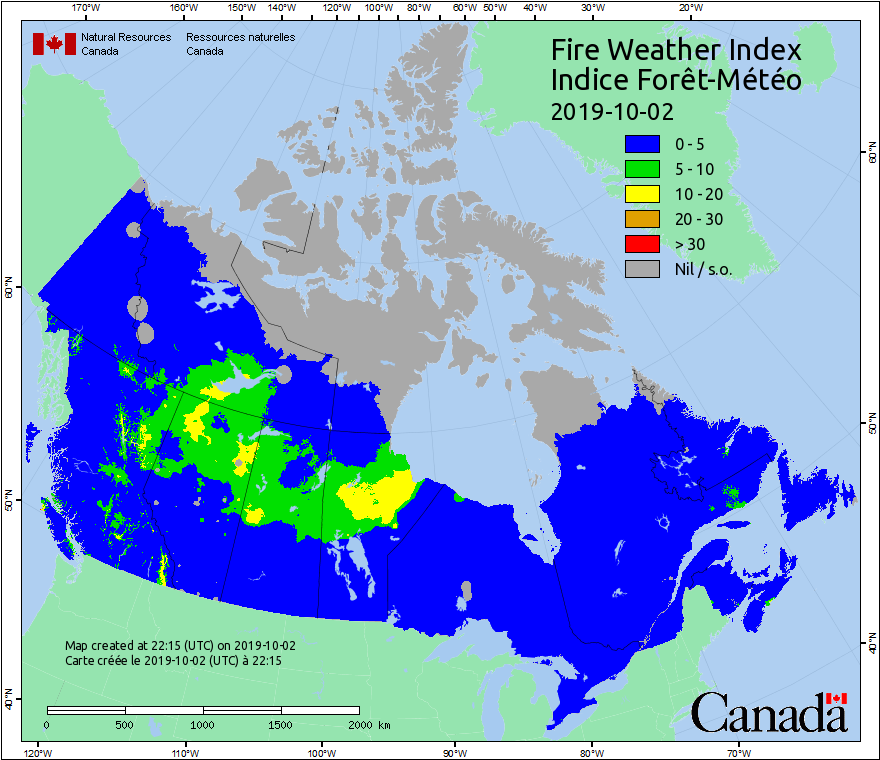 170°W 160°W 150°W 140°W 130°W 120°W 110°W 100°W 90°W 80°W 70°W 60°W 50°W 40°W 30°W 20°W
Natural Resources Ressources naturelles
Canada Canada
Fire Weather Index
Indice Forêt-Météo
2019-10-02
0 - 5
5 - 10
10 - 20
20 - 30
> 30
Nil / s.o.
60°N
60°N
50°N
50°N
40°N
40°N
Map created at 22:15 (UTC) on 2019-10-02
Carte créée le 2019-10-02 (UTC) à 22:15
0 500 1000 1500 2000 km
Canada
120°W 110°W 100°W 90°W 80°W 70°W